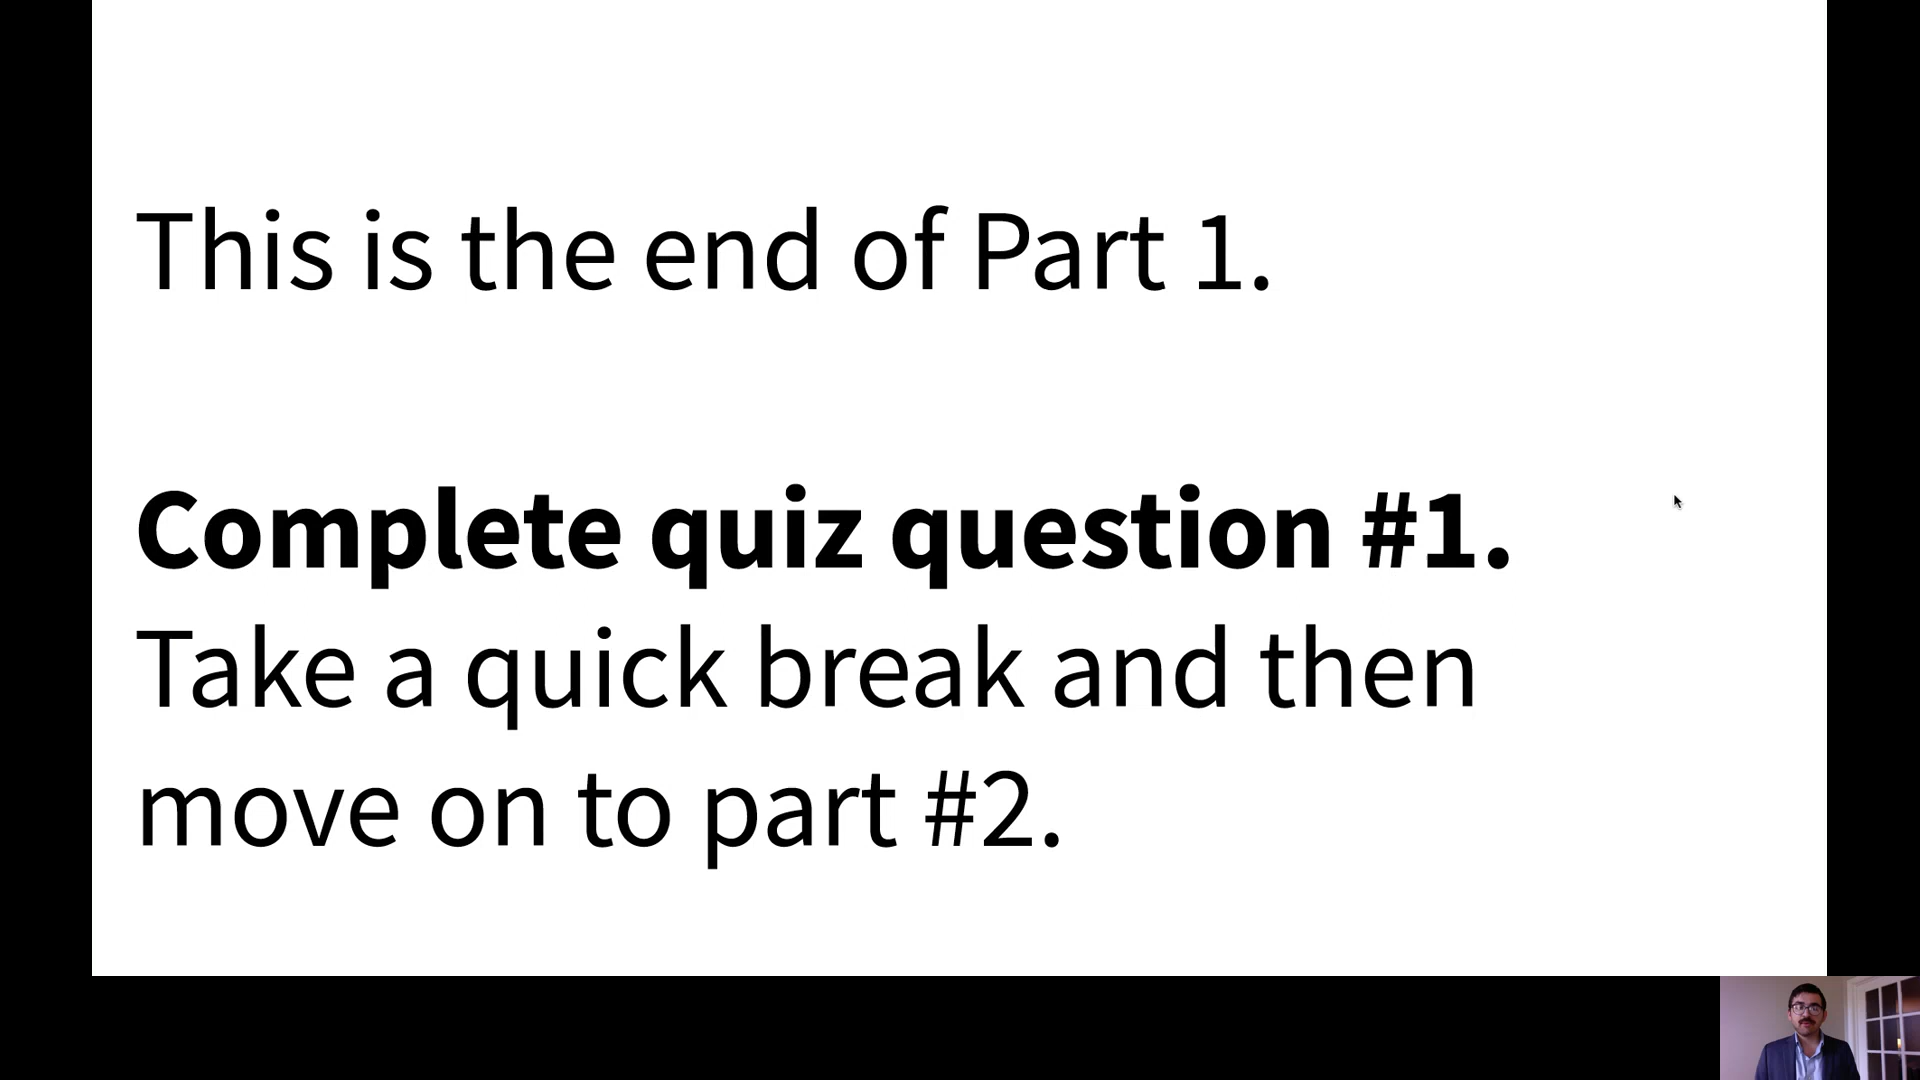 This is the end of Part 1.
Complete quiz question #1.
Take a quick break and then
move on to part #2.